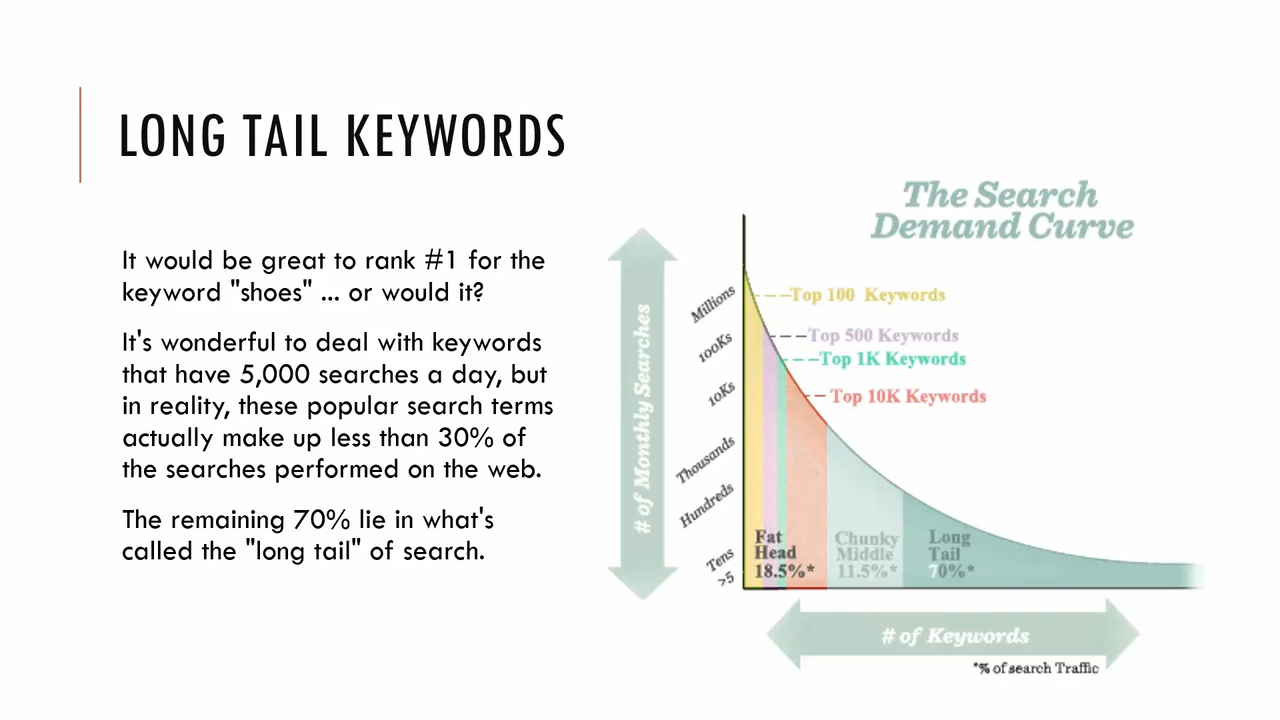 LONG TAIL KEYWORDS
It would be great to rank #1 for the
keyword "shoes" ... or would it?
It's wonderful to deal with keywords
that have 5,000 searches a day, but
in reality, these popular search terms
actually make up less than 30% of
the searches performed on the web.
The remaining 70% lie in what's
called the "long tail" of search.
The Search
Demand Curve
# of Monthly Searches
Millions
100Ks
10Ks
Thousands
Hundreds
Tens
>5
Top 100 Keywords
Top 500 Keywords
Top 1K Keywords
Top 10K Keywords
Fat
Head
18.5%*
Chunky
Middle
11.5%*
Long
Tail
70%*
# of Keywords
*% of search Traffic